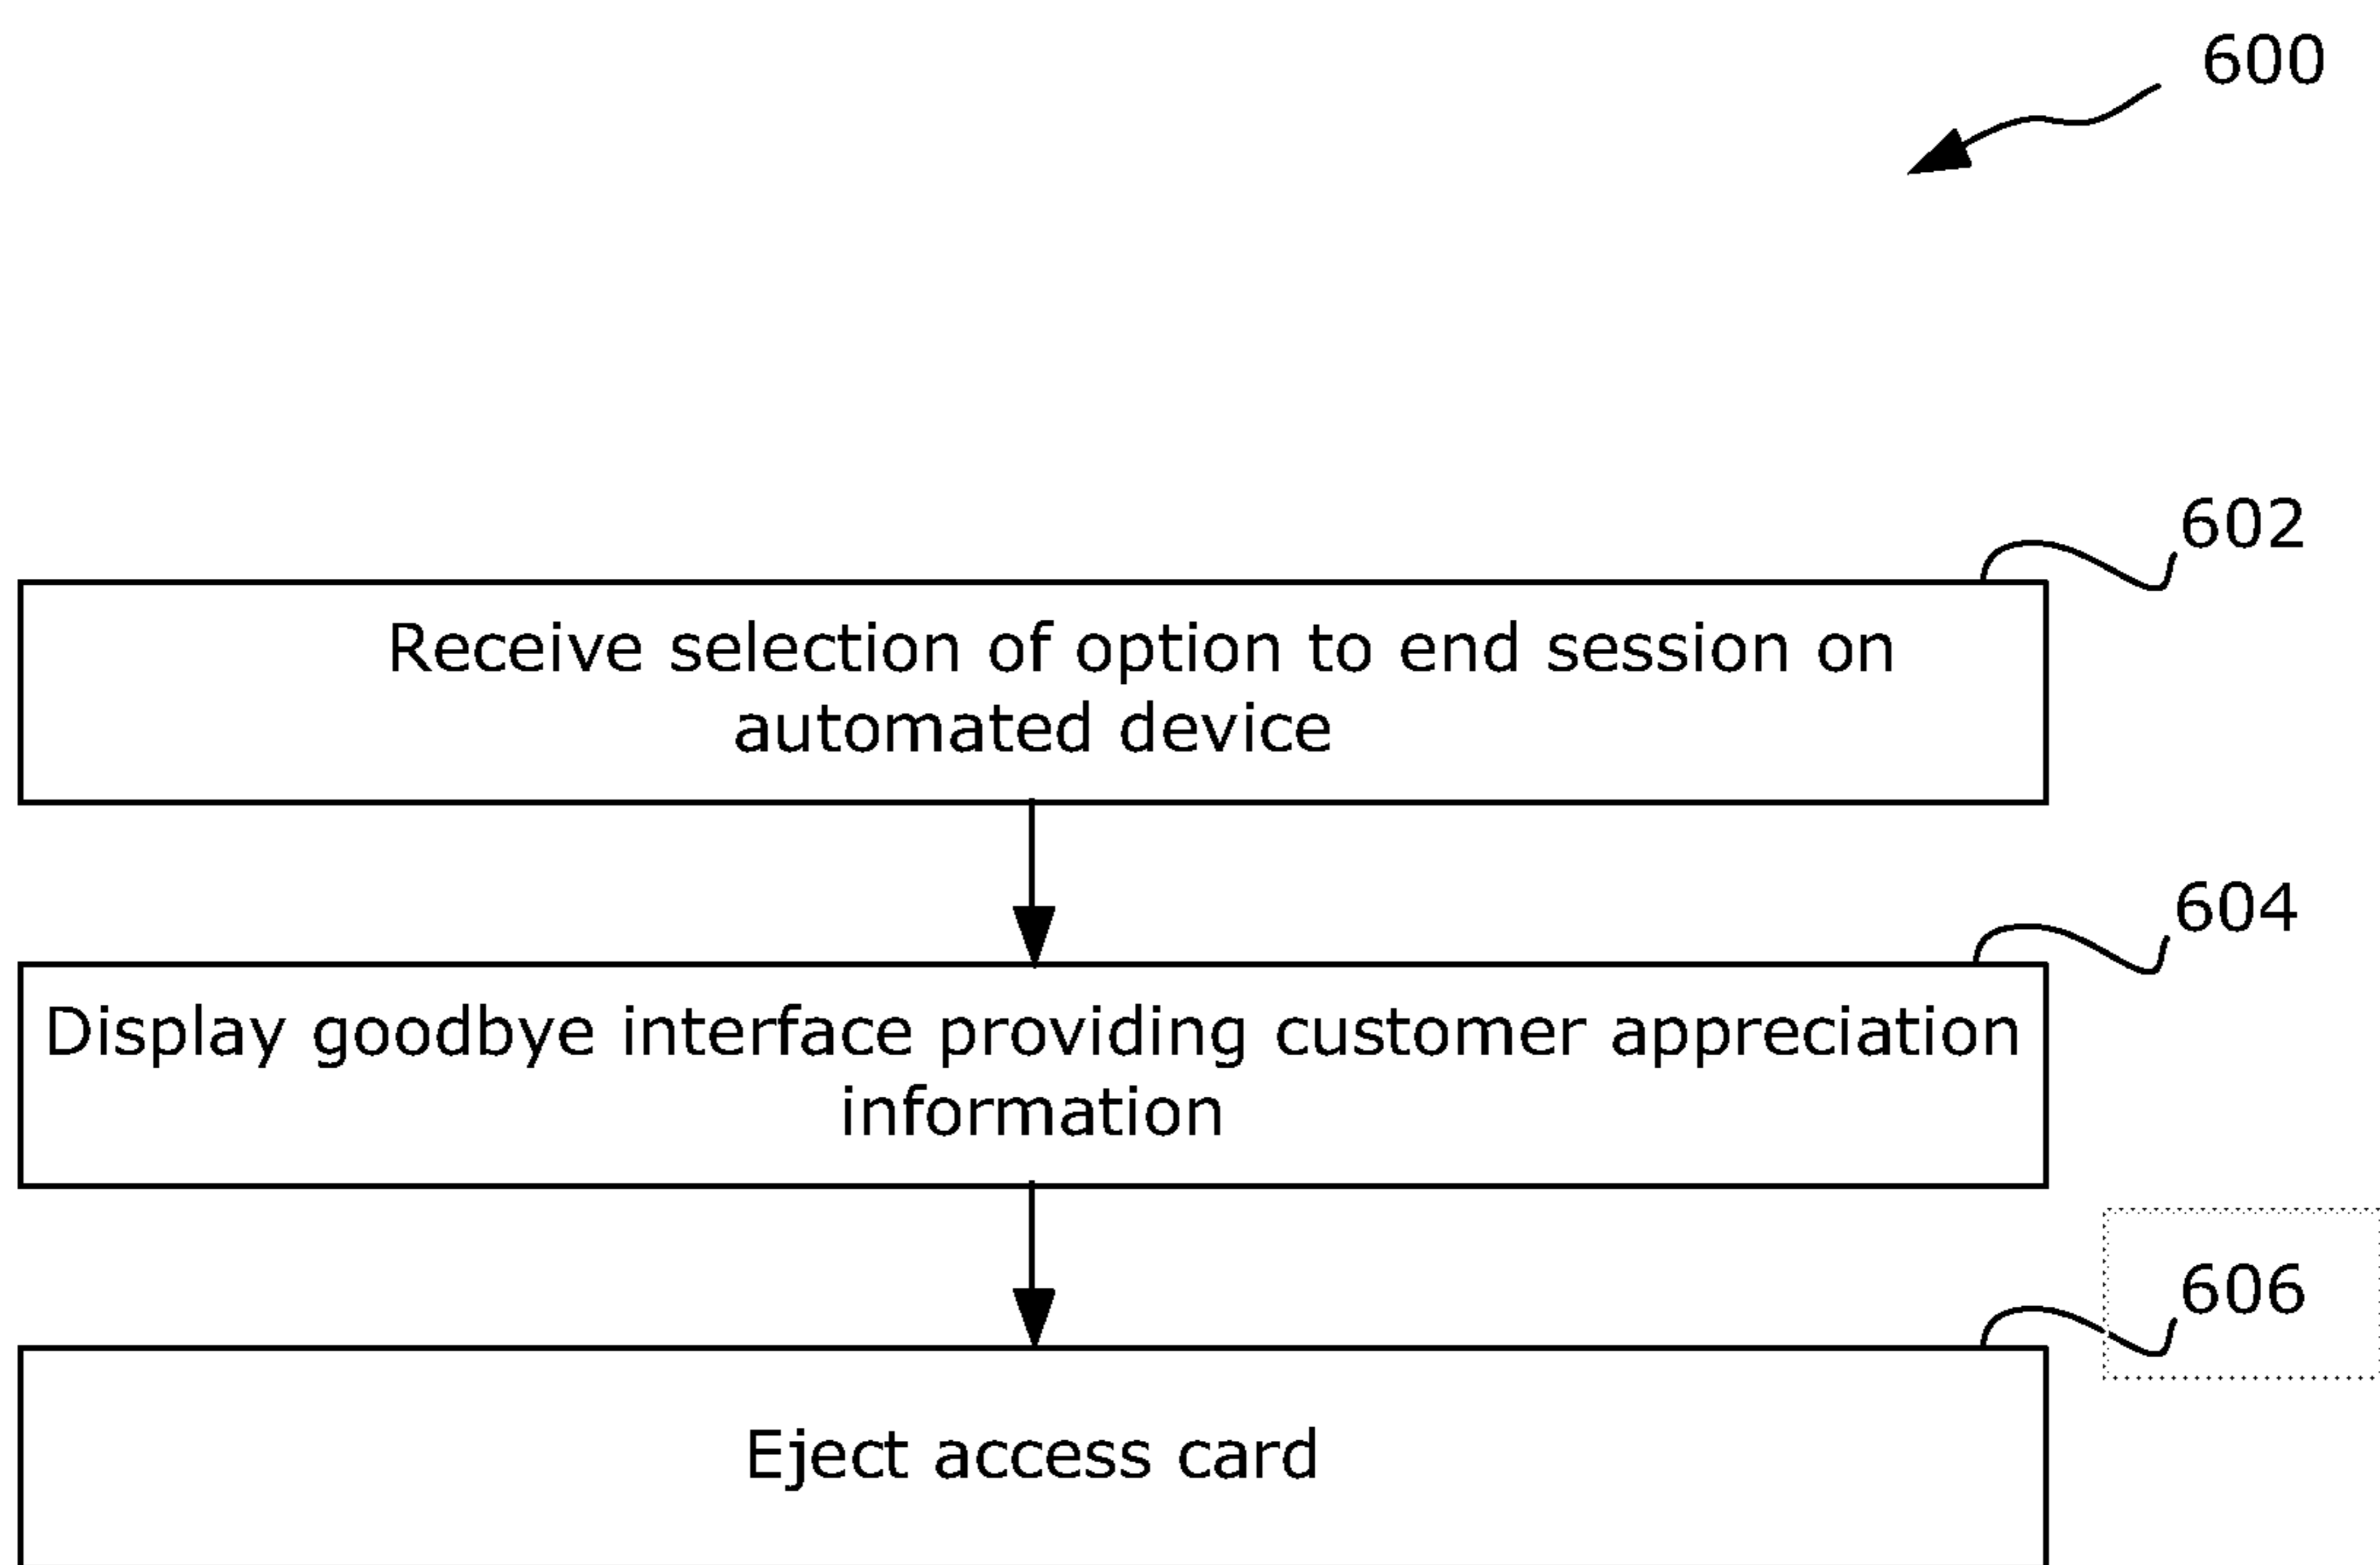 600
602
Receive selection of option to end session on
automated device
604
Display goodbye interface providing customer appreciation
information
606
Eject access card